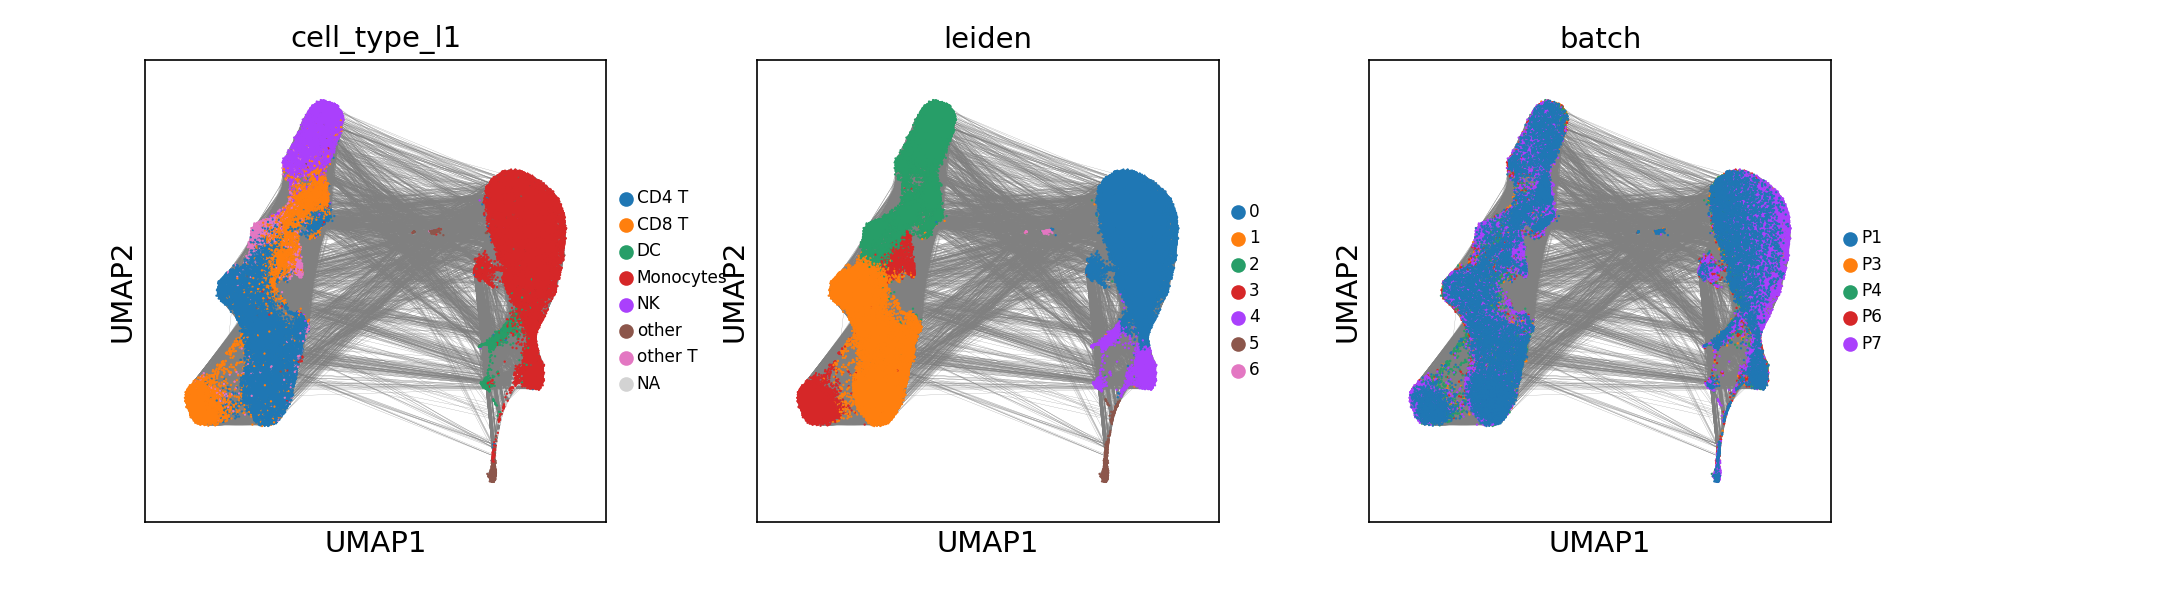 cell_type_l1
UMAP2
UMAP1
CD4 T
CD8 T
DC
Monocytes
NK
other
other T
NA
leiden
UMAP2
UMAP1
0
1
2
3
4
5
6
batch
UMAP2
UMAP1
P1
P3
P4
P6
P7